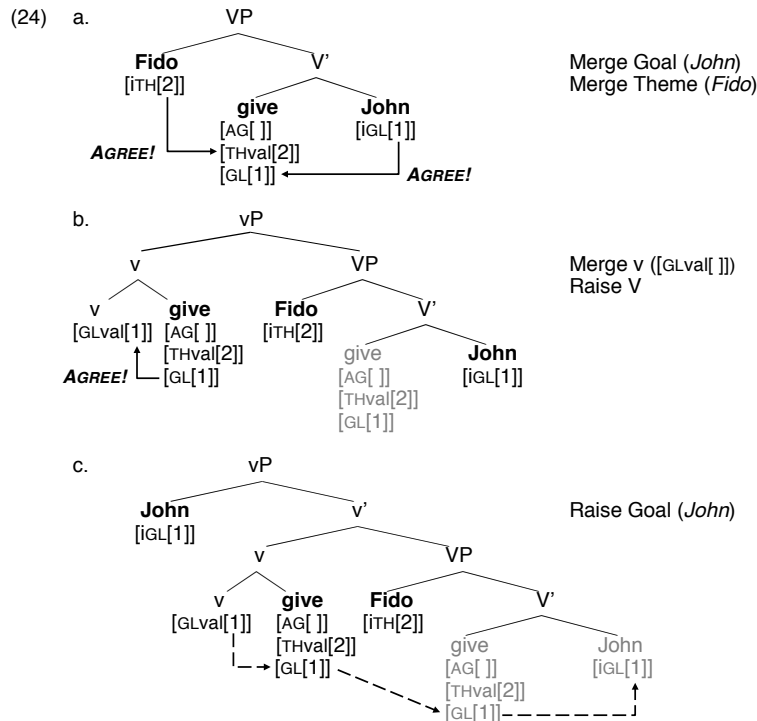 (24) a. VP
Fido V' Merge Goal (John)
[iTH[2]] Merge Theme (Fido)
give John
[AG[ ]] [iGL[1]]
AGREE! [THval[2]]
[GL[1]] AGREE!
b. vP
v VP Merge v ([GLval[ ]])
Raise V
v give Fido V'
[GLval[1]] [AG[ ]] [iTH[2]]
[THval[2]] give John
AGREE! [GL[1]] [AG[ ]] [iGL[1]]
[THval[2]]
[GL[1]]
c. vP
John v' Raise Goal (John)
[iGL[1]]
v VP
v give Fido V'
[GLval[1]] [AG[ ]] [iTH[2]]
[THval[2]] give John
[GL[1]] [AG[ ]] [iGL[1]]
[THval[2]]
[GL[1]]